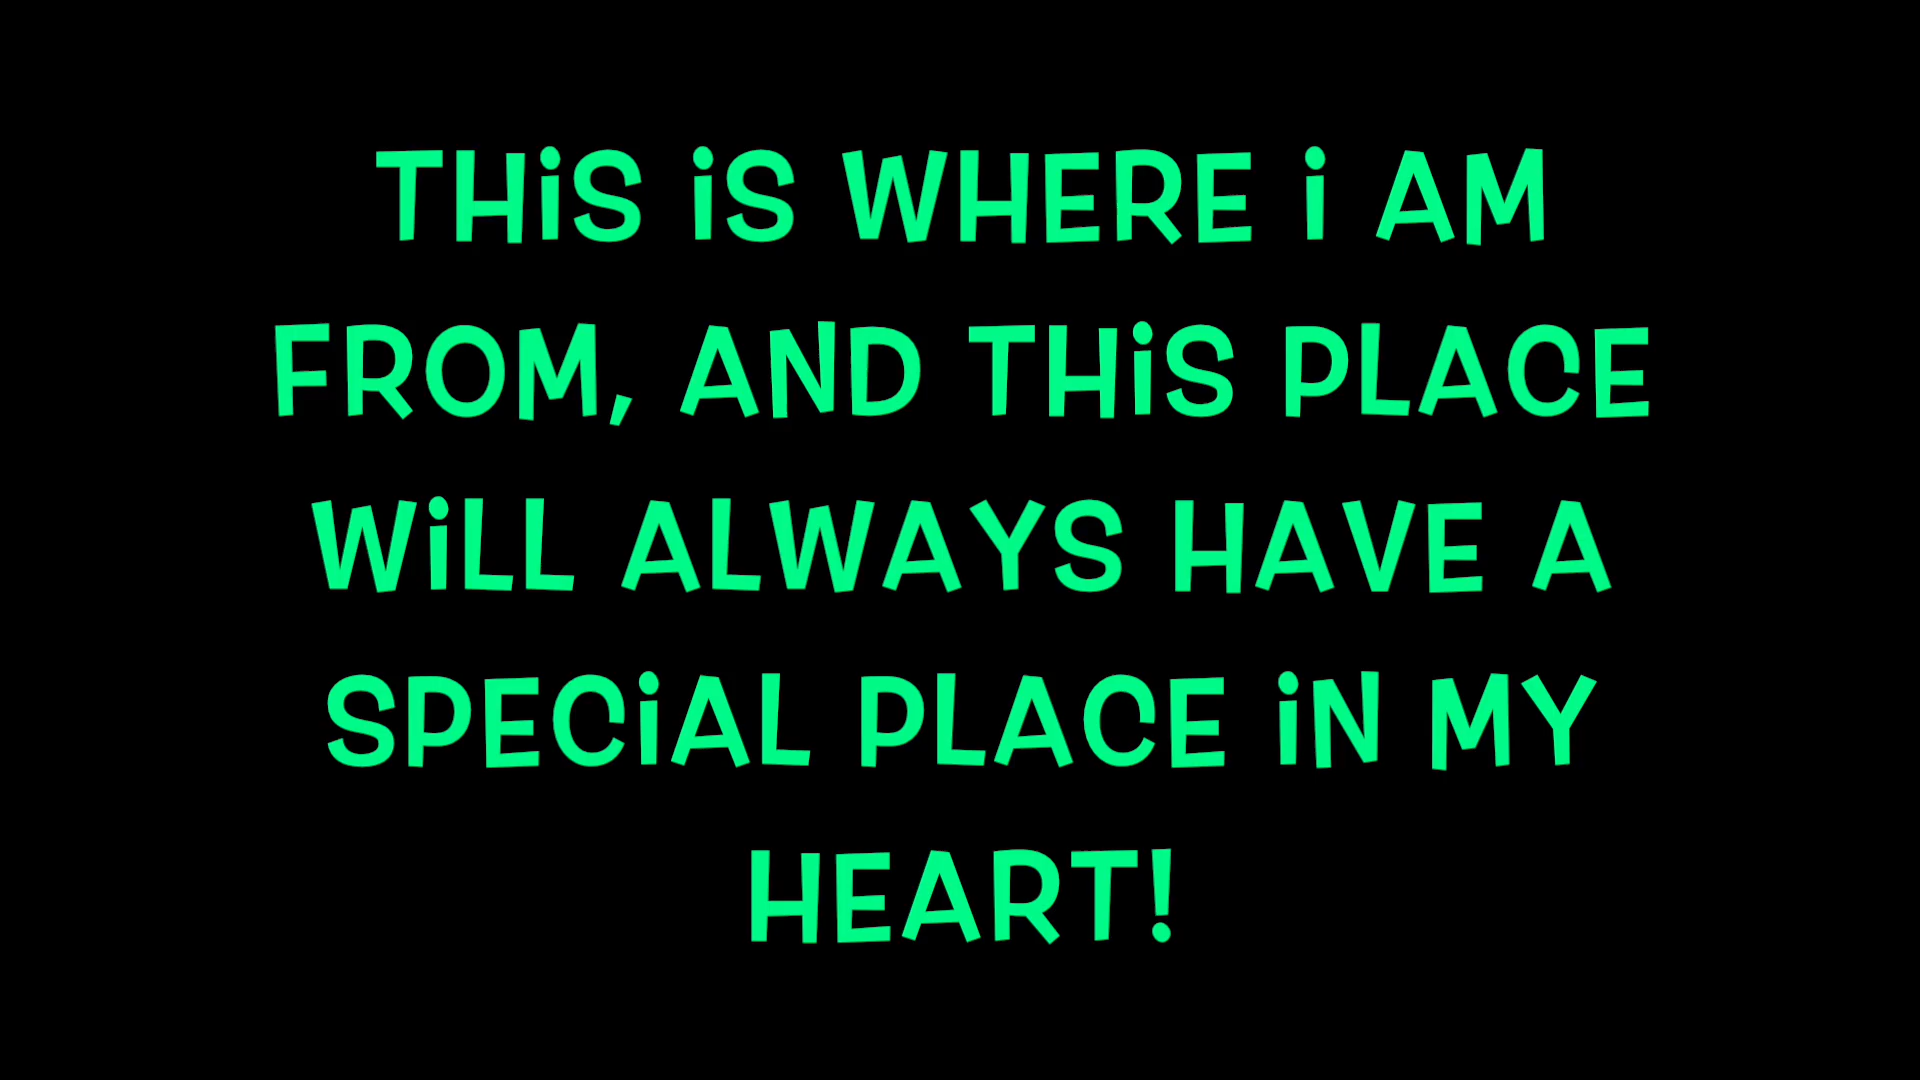 THiS iS WHERE i AM
FROM, AND THiS PLACE
WiLL ALWAYS HAVE A
SPECiAL PLACE iN MY
HEART!